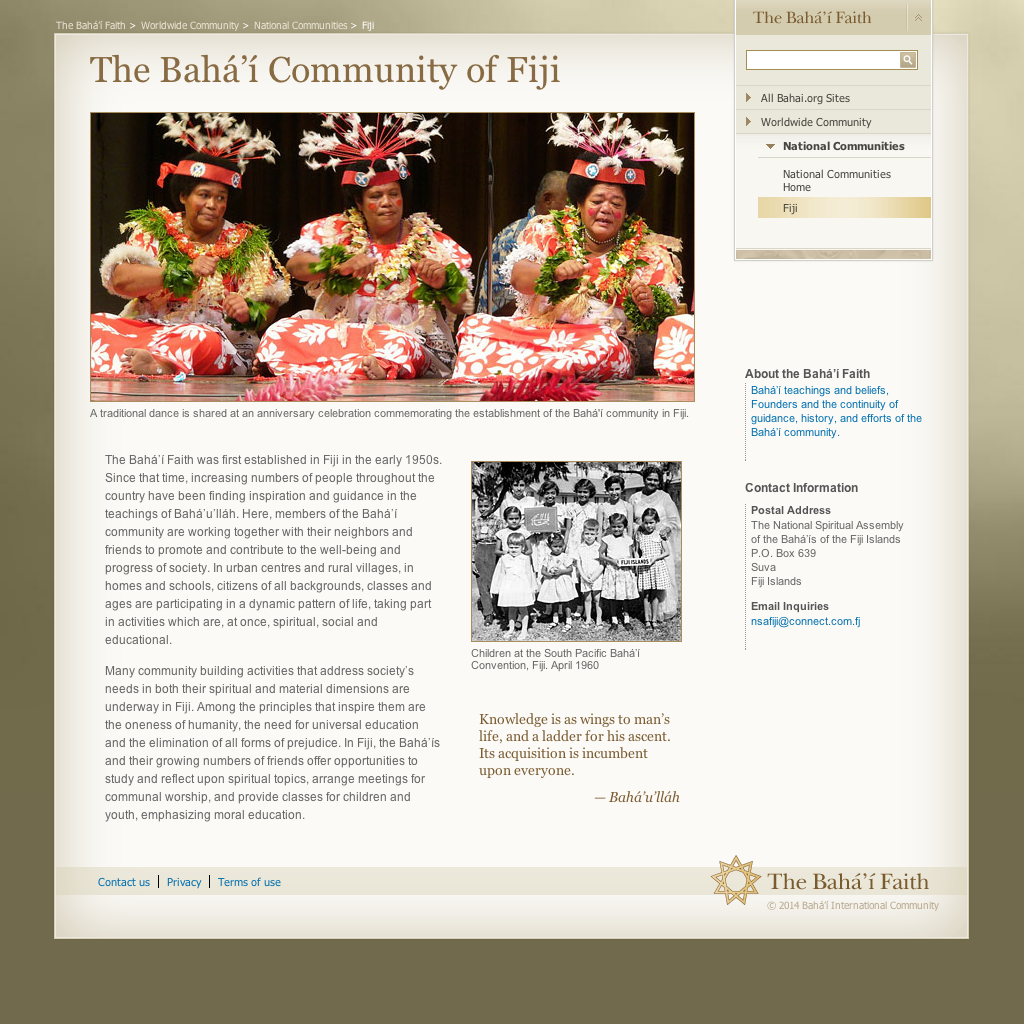 The Bahá’í Faith > Worldwide Community > National Communities > Fiji
The Bahá’í Faith
The Bahá’í Community of Fiji
All Bahai.org Sites
Worldwide Community
National Communities
National Communities
Home
Fiji
A traditional dance is shared at an anniversary celebration commemorating the establishment of the Bahá’í community in Fiji.
The Bahá’í Faith was first established in Fiji in the early 1950s.
Since that time, increasing numbers of people throughout the
country have been finding inspiration and guidance in the
teachings of Bahá’u’lláh. Here, members of the Bahá’í
community are working together with their neighbors and
friends to promote and contribute to the well-being and
progress of society. In urban centres and rural villages, in
homes and schools, citizens of all backgrounds, classes and
ages are participating in a dynamic pattern of life, taking part
in activities which are, at once, spiritual, social and
educational.
Many community building activities that address society’s
needs in both their spiritual and material dimensions are
underway in Fiji. Among the principles that inspire them are
the oneness of humanity, the need for universal education
and the elimination of all forms of prejudice. In Fiji, the Bahá’ís
and their growing numbers of friends offer opportunities to
study and reflect upon spiritual topics, arrange meetings for
communal worship, and provide classes for children and
youth, emphasizing moral education.
FIJI ISLANDS
Children at the South Pacific Bahá’í
Convention, Fiji. April 1960
Knowledge is as wings to man’s
life, and a ladder for his ascent.
Its acquisition is incumbent
upon everyone.
— Bahá’u’lláh
About the Bahá’í Faith
Bahá’í teachings and beliefs,
Founders and the continuity of
guidance, history, and efforts of the
Bahá’í community.
Contact Information
Postal Address
The National Spiritual Assembly
of the Bahá’ís of the Fiji Islands
P.O. Box 639
Suva
Fiji Islands
Email Inquiries
nsafiji@connect.com.fj
Contact us | Privacy | Terms of use
The Bahá’í Faith
© 2014 Bahá’í International Community